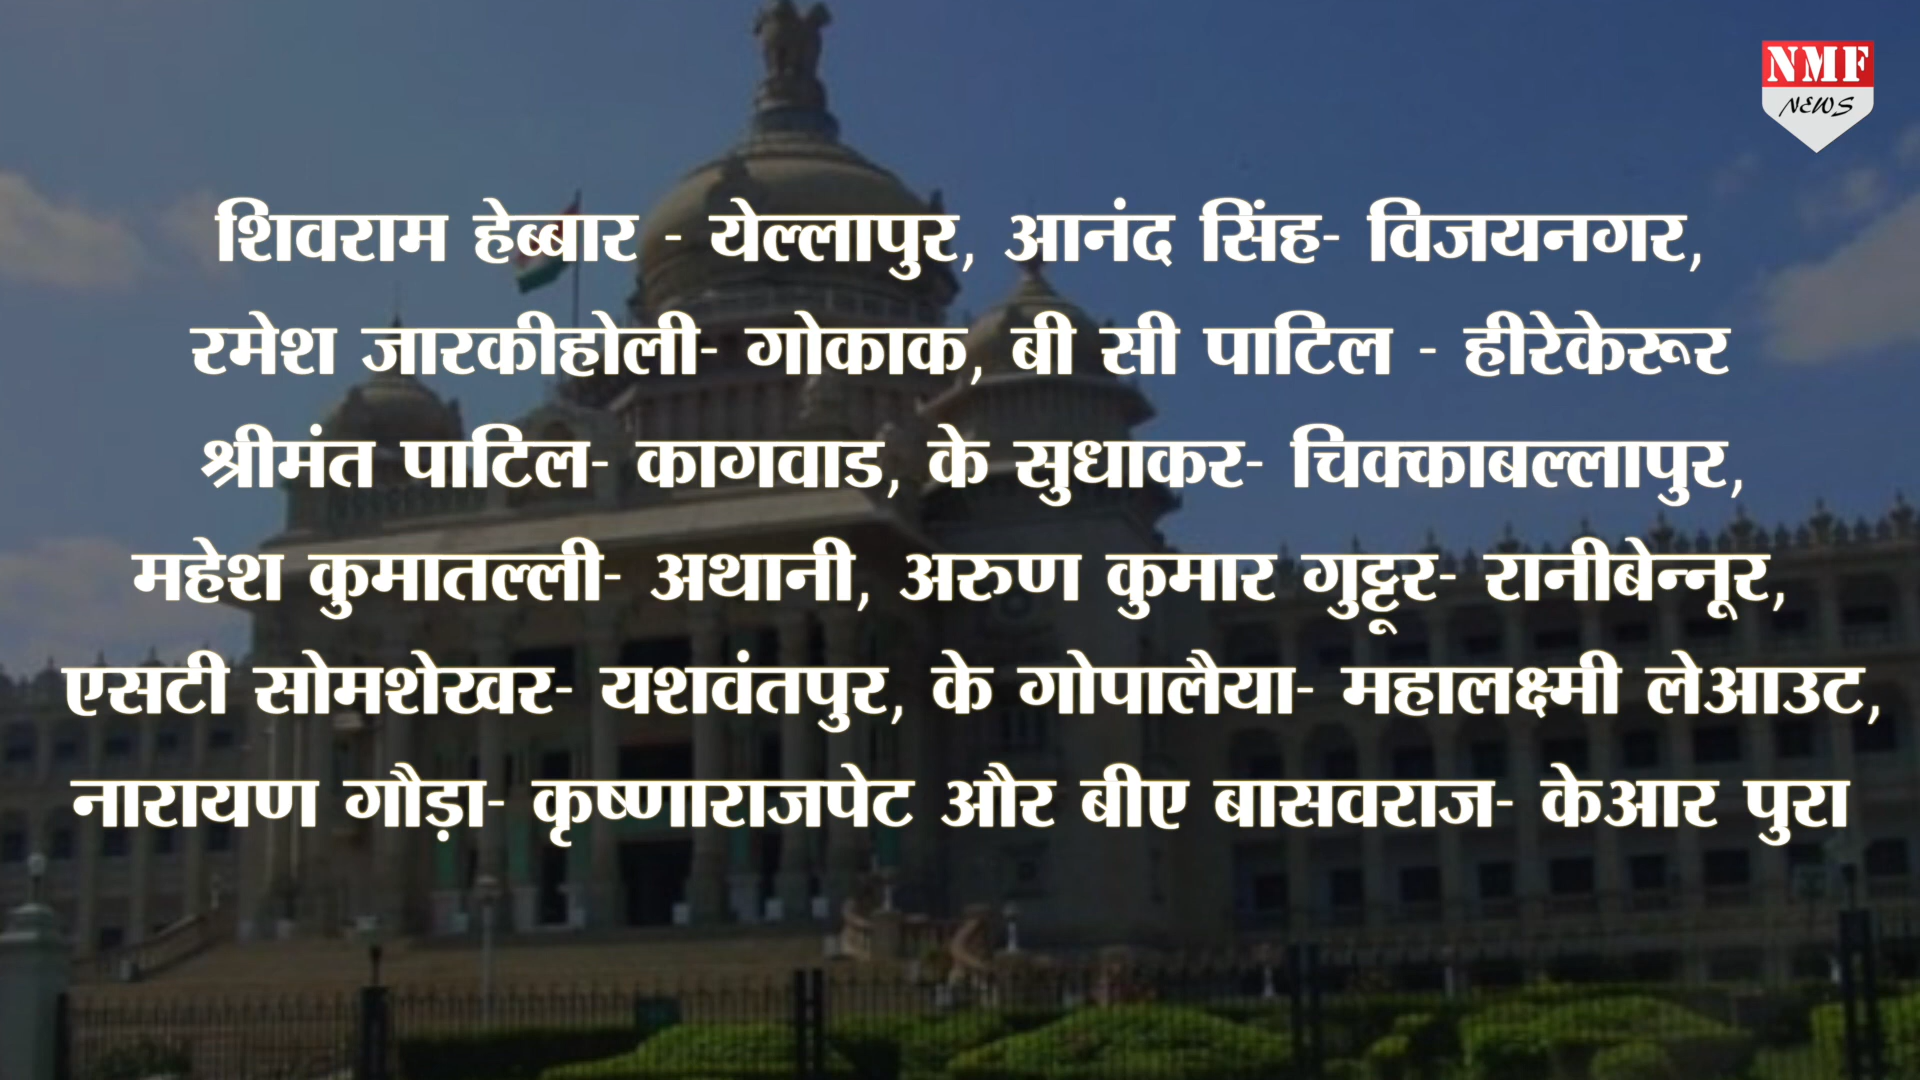 NMF
NEWS
शिवराम हेब्बार - येल्लापुर, आनंद सिंह- विजयनगर,
रमेश जारकीहोली- गोकाक, बी सी पाटिल - हीरेकेरूर
श्रीमंत पाटिल- कागवाड, के सुधाकर- चिक्काबल्लापुर,
महेश कुमातल्ली- अथानी, अरुण कुमार गुट्टूर- रानीबेन्नूर,
एसटी सोमशेखर- यशवंतपुर, के गोपालैया- महालक्ष्मी लेआउट,
नारायण गौड़ा- कृष्णाराजपेट और बीए बासवराज- केआर पुरा